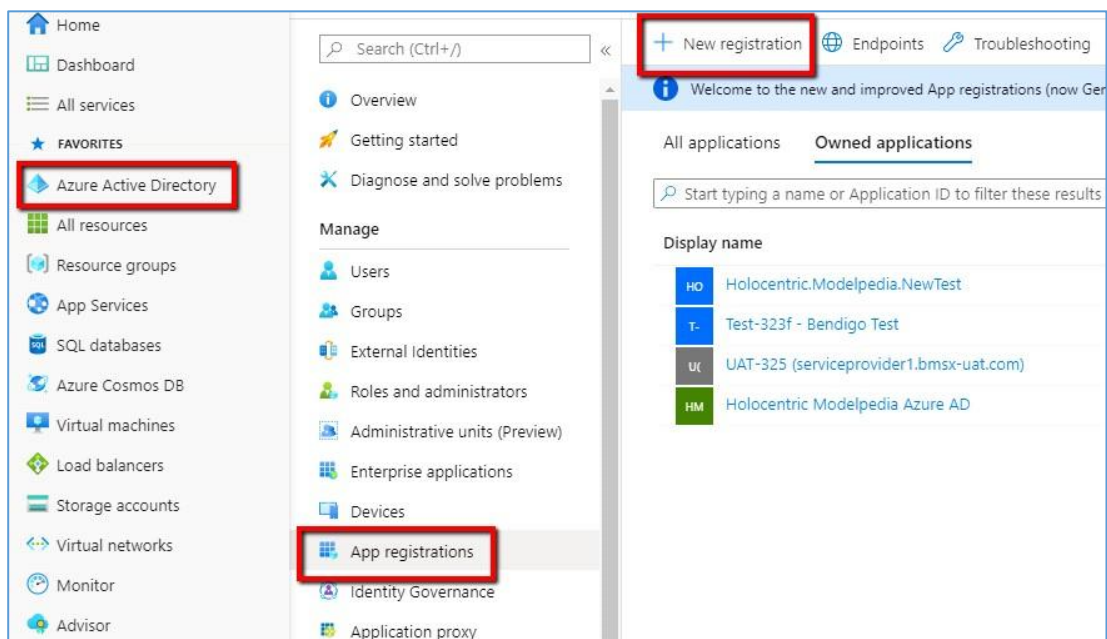 Home
Dashboard
All services
FAVORITES
Azure Active Directory
All resources
Resource groups
App Services
SQL databases
Azure Cosmos DB
Virtual machines
Load balancers
Storage accounts
Virtual networks
Monitor
Advisor
Search (Ctrl+/)
Overview
Getting started
Diagnose and solve problems
Manage
Users
Groups
External Identities
Roles and administrators
Administrative units (Preview)
Enterprise applications
Devices
App registrations
Identity Governance
Application proxy
New registration Endpoints Troubleshooting
Welcome to the new and improved App registrations (now Ger
All applications Owned applications
Start typing a name or Application ID to filter these results
Display name
HO Holocentric.Modelpedia.NewTest
T- Test-323f - Bendigo Test
U( UAT-325 (serviceprovider1.bmsx-uat.com)
HM Holocentric Modelpedia Azure AD